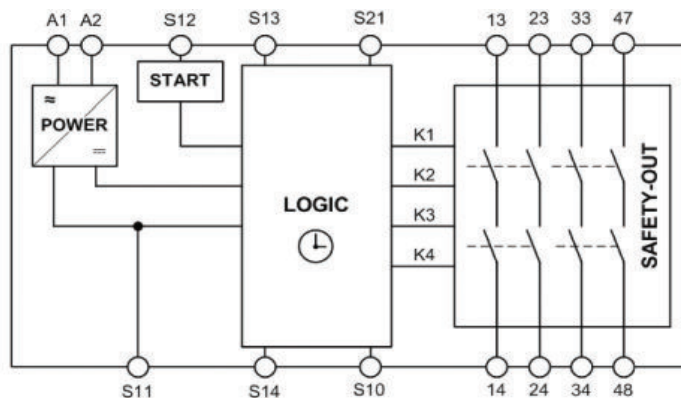 A1 A2 S12 S13 S21 13 23 33 47
START
≈
POWER
K1
K2
LOGIC
K3
K4
SAFETY-OUT
S11 S14 S10 14 24 34 48